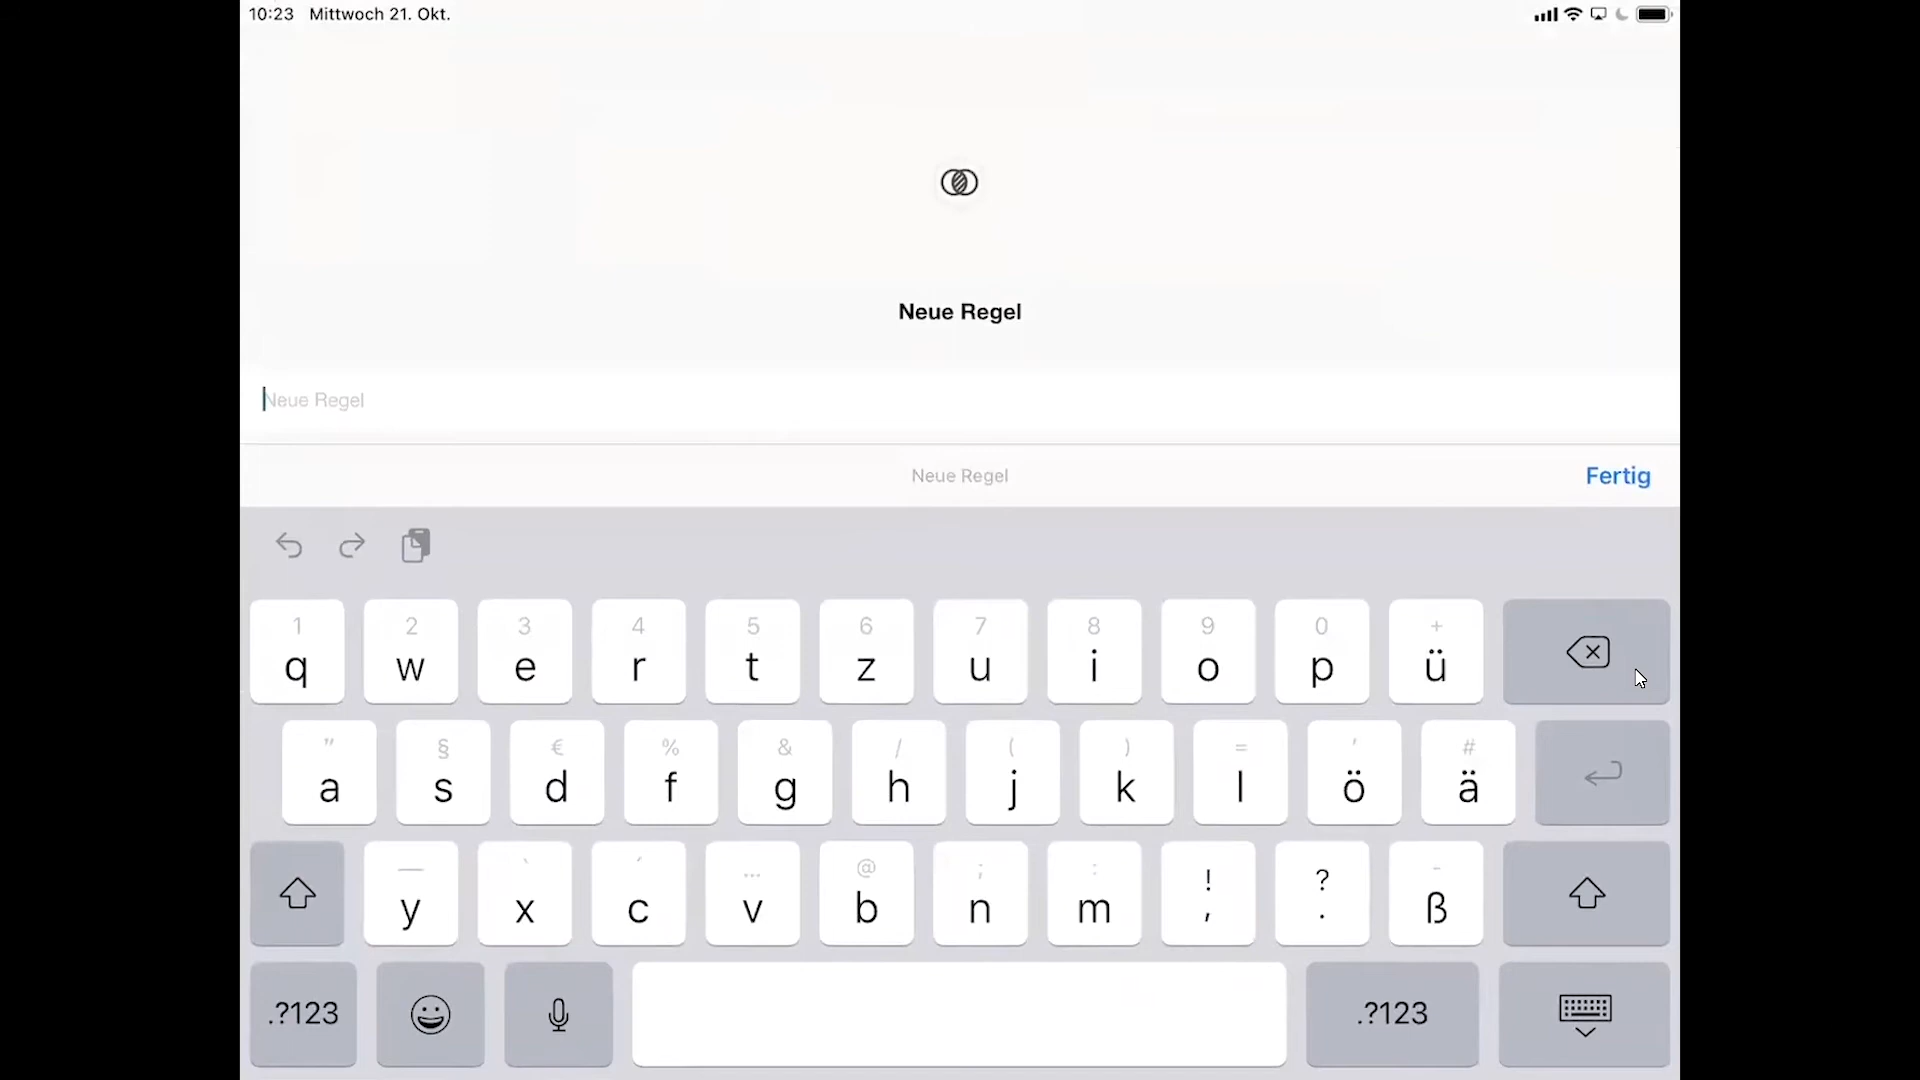 10:23 Mittwoch 21. Okt.
Neue Regel
Neue Regel
Neue Regel Fertig
1 2 3 4 5 6 7 8 9 0 +
q w e r t z u i o p ü
" § € % & / ( ) = ' #
a s d f g h j k l ö ä
— ` ´ ... @ ; : ! ? -
y x c v b n m , . ß
.?123 .?123